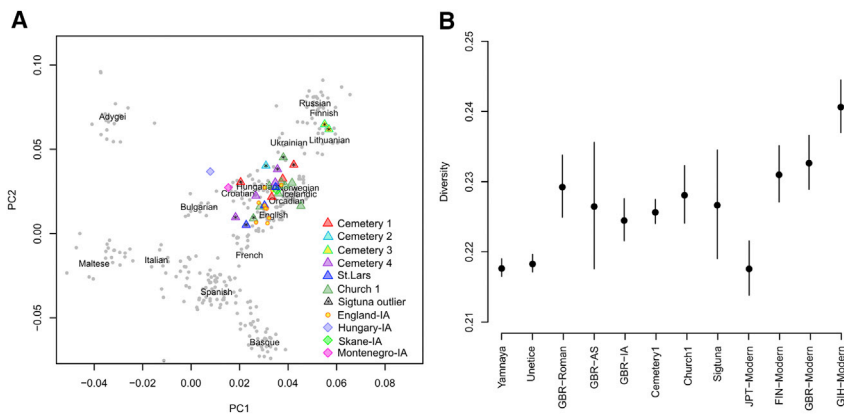 A
B
0.10
0.05
0.00
−0.05
PC2
−0.04
−0.02
0.00
0.02
0.04
0.06
0.08
PC1
Adygei
Russian
Finnish
Lithuanian
Ukrainian
Hungarian
Norwegian
Croatian
Icelandic
Orcadian
Bulgarian
English
French
Maltese
Italian
Spanish
Basque
Cemetery 1
Cemetery 2
Cemetery 3
Cemetery 4
St.Lars
Church 1
Sigtuna outlier
England-IA
Hungary-IA
Skane-IA
Montenegro-IA
0.25
0.24
0.23
0.22
0.21
Diversity
Yamnaya
Unetice
GBR−Roman
GBR−AS
GBR−IA
Cemetery1
Church1
Sigtuna
JPT−Modern
FIN−Modern
GBR−Modern
GIH−Modern